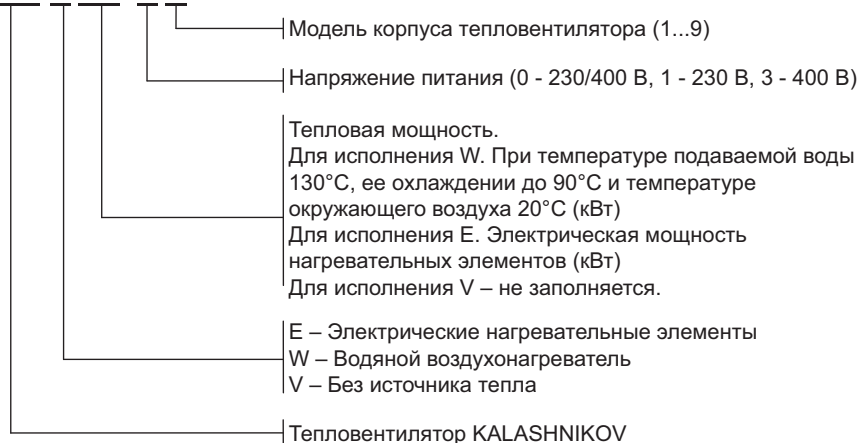 Модель корпуса тепловентилятора (1...9)
Напряжение питания (0 - 230/400 В, 1 - 230 В, 3 - 400 В)
Тепловая мощность.
Для исполнения W. При температуре подаваемой воды
130°С, ее охлаждении до 90°С и температуре
окружающего воздуха 20°С (кВт)
Для исполнения Е. Электрическая мощность
нагревательных элементов (кВт)
Для исполнения V – не заполняется.
Е – Электрические нагревательные элементы
W – Водяной воздухонагреватель
V – Без источника тепла
Тепловентилятор KALASHNIKOV